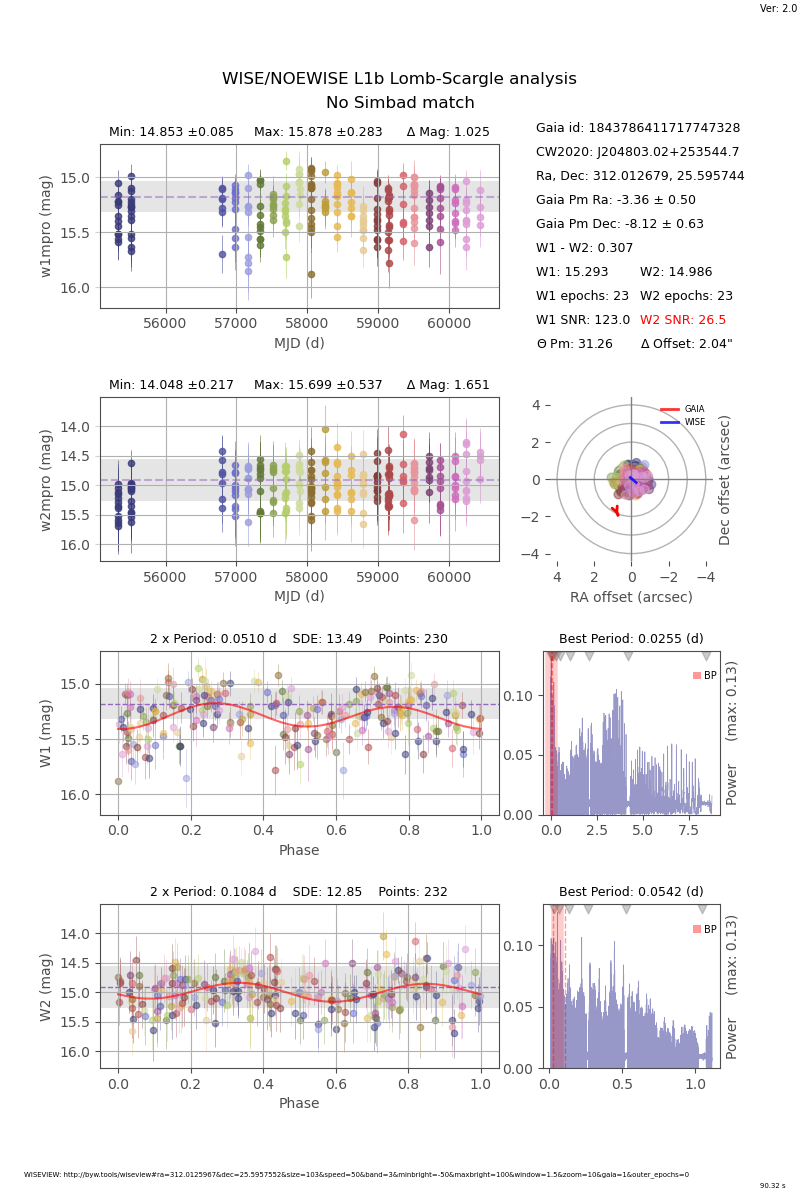 Ver: 2.0
WISE/NOEWISE L1b Lomb-Scargle analysis
No Simbad match
Min: 14.853 ±0.085 Max: 15.878 ±0.283 Δ Mag: 1.025
w1mpro (mag)
15.0
15.5
16.0
56000 57000 58000 59000 60000
MJD (d)
Gaia id: 1843786411717747328
CW2020: J204803.02+253544.7
Ra, Dec: 312.012679, 25.595744
Gaia Pm Ra: -3.36 ± 0.50
Gaia Pm Dec: -8.12 ± 0.63
W1 - W2: 0.307
W1: 15.293 W2: 14.986
W1 epochs: 23 W2 epochs: 23
W1 SNR: 123.0 W2 SNR: 26.5
Θ Pm: 31.26 Δ Offset: 2.04"
Min: 14.048 ±0.217 Max: 15.699 ±0.537 Δ Mag: 1.651
w2mpro (mag)
14.0
14.5
15.0
15.5
16.0
56000 57000 58000 59000 60000
MJD (d)
GAIA
WISE
4
2
0
−2
−4
4 2 0 −2 −4
RA offset (arcsec)
Dec offset (arcsec)
2 x Period: 0.0510 d SDE: 13.49 Points: 230
W1 (mag)
15.0
15.5
16.0
0.0 0.2 0.4 0.6 0.8 1.0
Phase
Best Period: 0.0255 (d)
BP
0.10
0.05
0.00
0.0 2.5 5.0 7.5
Power (max: 0.13)
2 x Period: 0.1084 d SDE: 12.85 Points: 232
W2 (mag)
14.0
14.5
15.0
15.5
16.0
0.0 0.2 0.4 0.6 0.8 1.0
Phase
Best Period: 0.0542 (d)
BP
0.10
0.05
0.00
0.0 0.5 1.0
Power (max: 0.13)
WISEVIEW: http://byw.tools/wiseview#ra=312.0125967&dec=25.5957552&size=103&speed=50&band=3&minbright=-50&maxbright=100&window=1.5&zoom=10&gaia=1&outer_epochs=0
90.32 s